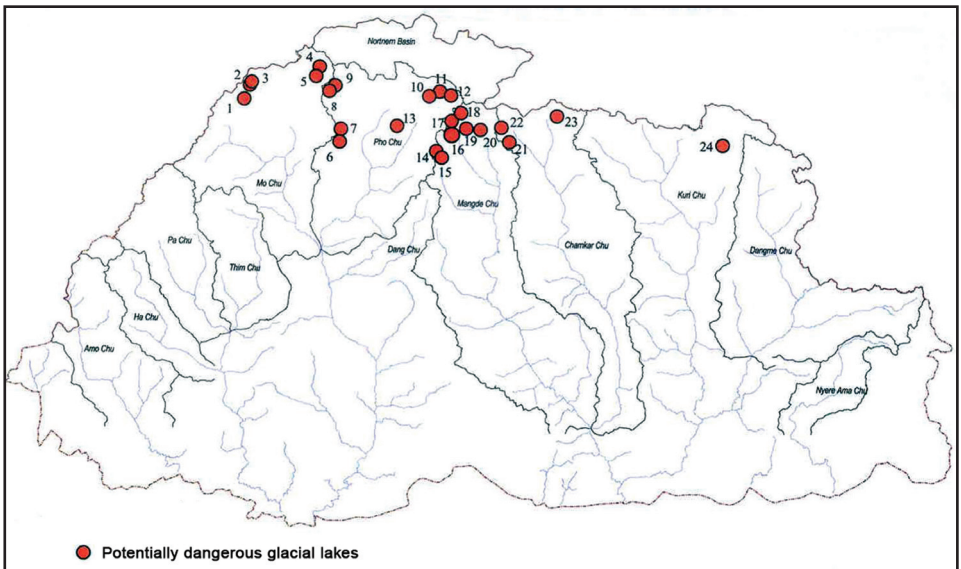 Northern Basin
4
5
2
3
1
9
8
10
11
12
18
17
13
7
6
Pho Chu
14
15
16
19
20
22
21
23
24
Mo Chu
Mangde Chu
Kuri Chu
Pa Chu
Thim Chu
Dang Chu
Chamkar Chu
Dangme Chu
Ha Chu
Amo Chu
Nyere Ama Chu
Potentially dangerous glacial lakes